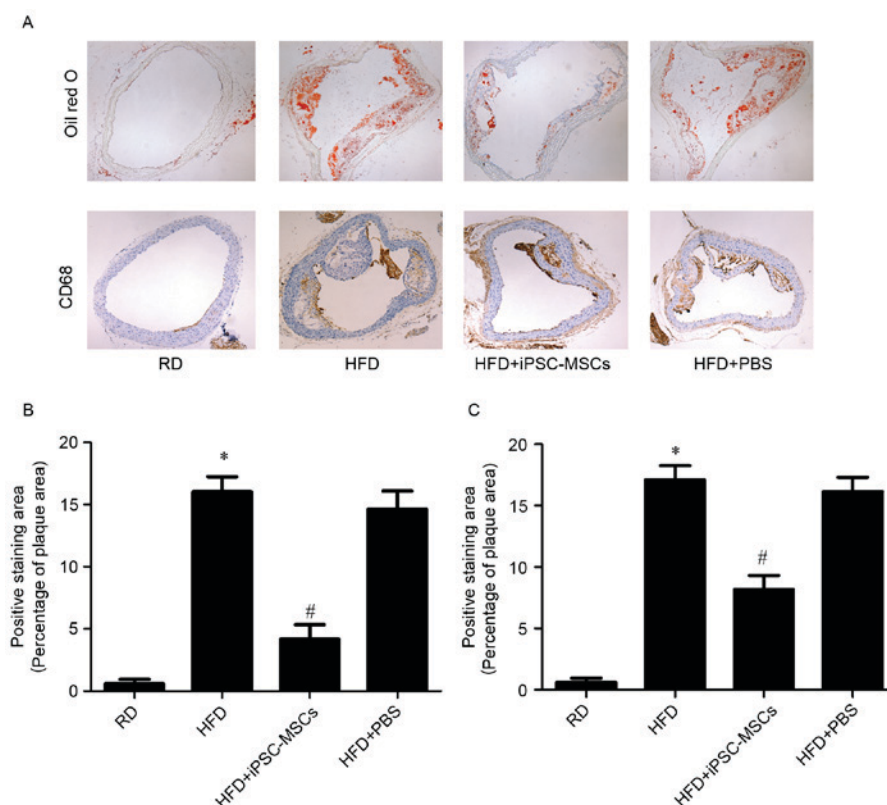 A
Oil red O
CD68
RD
HFD
HFD+iPSC-MSCs
HFD+PBS
B
Positive staining area
(Percentage of plaque area)
20
15
10
5
0
*
#
RD
HFD
HFD+iPSC-MSCs
HFD+PBS
C
Positive staining area
(Percentage of plaque area)
20
15
10
5
0
*
#
RD
HFD
HFD+iPSC-MSCs
HFD+PBS